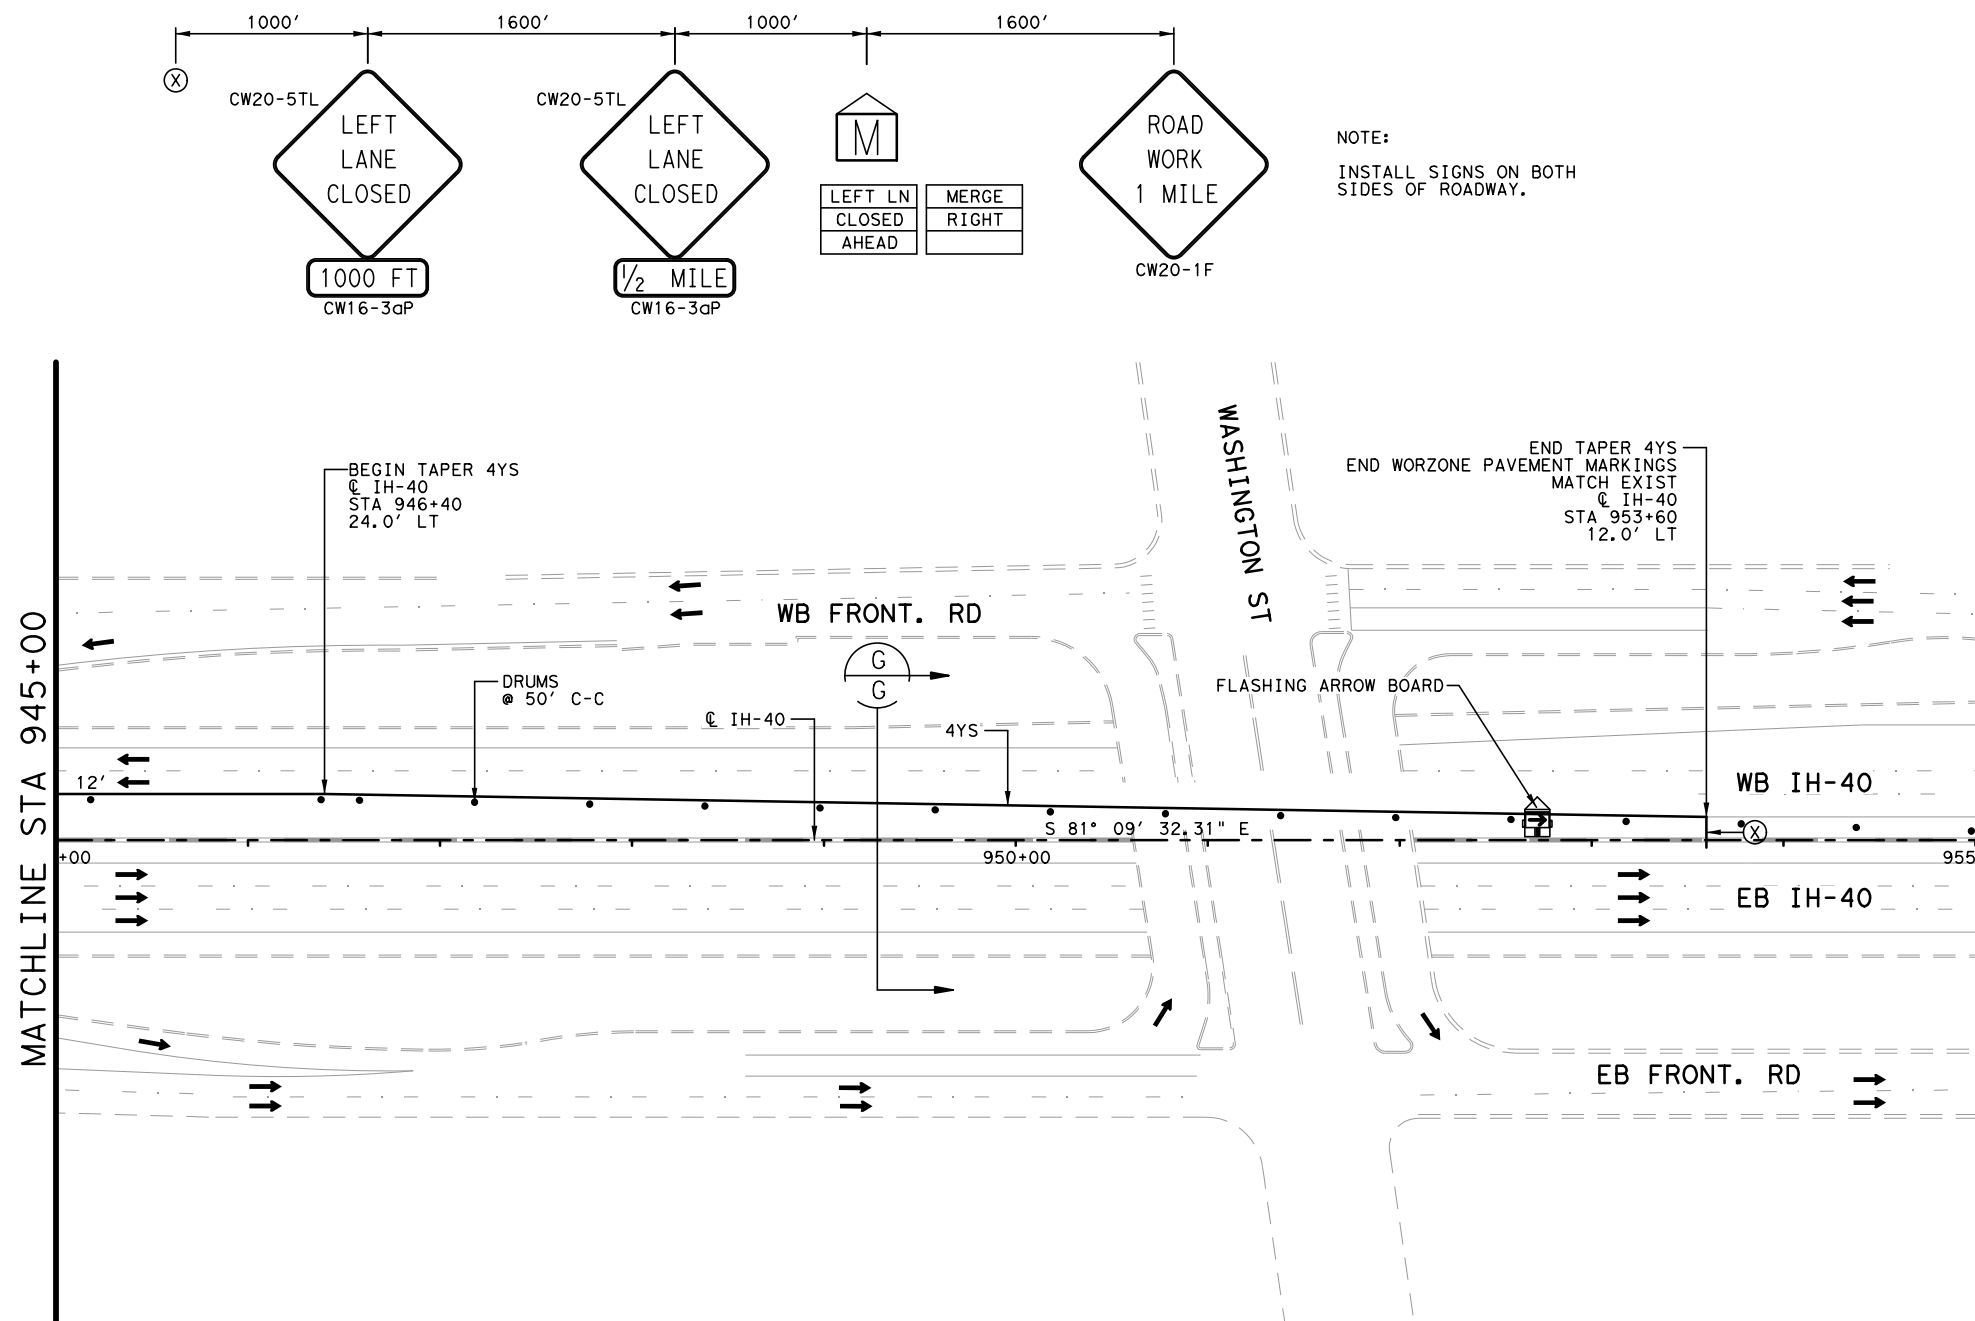 1000' 1600' 1000' 1600'
X
CW20-5TL
LEFT
LANE
CLOSED
1000 FT
CW16-3aP
CW20-5TL
LEFT
LANE
CLOSED
1/2 MILE
CW16-3aP
M
LEFT LN
CLOSED
AHEAD
MERGE
RIGHT
ROAD
WORK
1 MILE
CW20-1F
NOTE:
INSTALL SIGNS ON BOTH
SIDES OF ROADWAY.
MATCHLINE STA 945+00
BEGIN TAPER 4YS
℄ IH-40
STA 946+40
24.0' LT
WASHINGTON ST
END TAPER 4YS
END WORZONE PAVEMENT MARKINGS
MATCH EXIST
℄ IH-40
STA 953+60
12.0' LT
WB FRONT. RD
G
G
DRUMS
@ 50' C-C
℄ IH-40
4YS
FLASHING ARROW BOARD
12'
WB IH-40
S 81° 09' 32.31" E
X
+00
950+00
955
EB IH-40
EB FRONT. RD